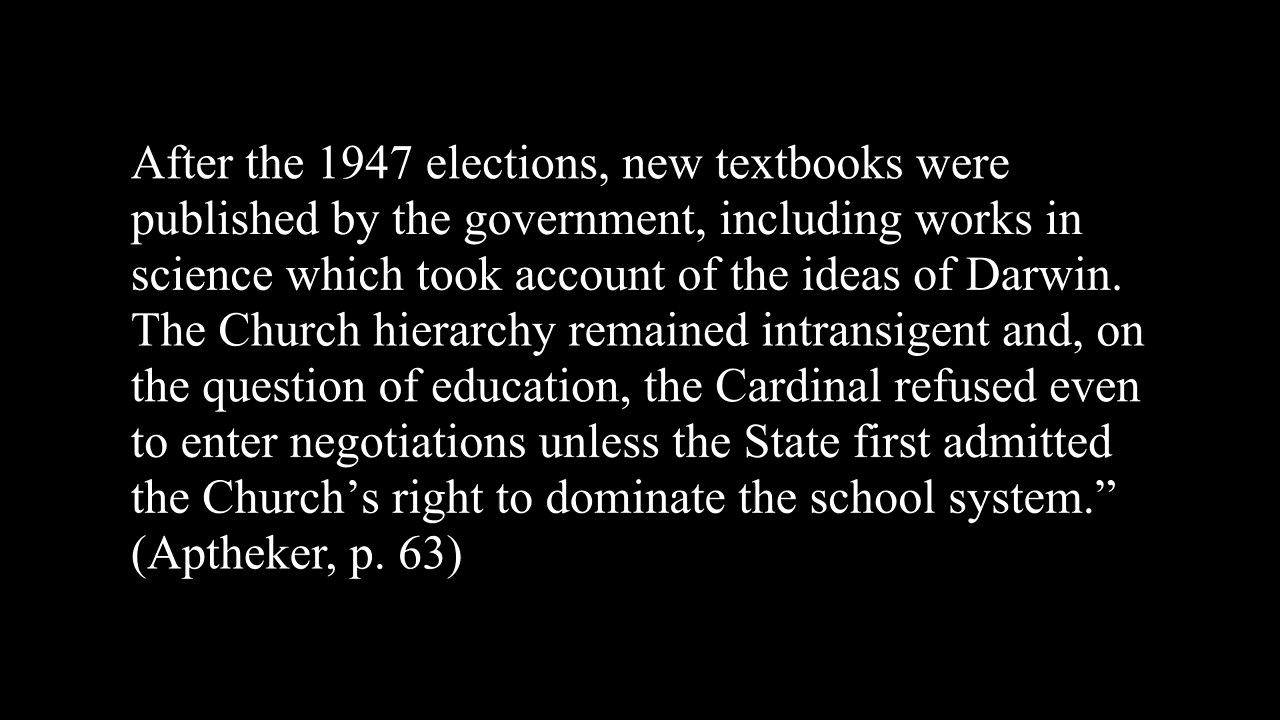 After the 1947 elections, new textbooks were
published by the government, including works in
science which took account of the ideas of Darwin.
The Church hierarchy remained intransigent and, on
the question of education, the Cardinal refused even
to enter negotiations unless the State first admitted
the Church’s right to dominate the school system.”
(Aptheker, p. 63)